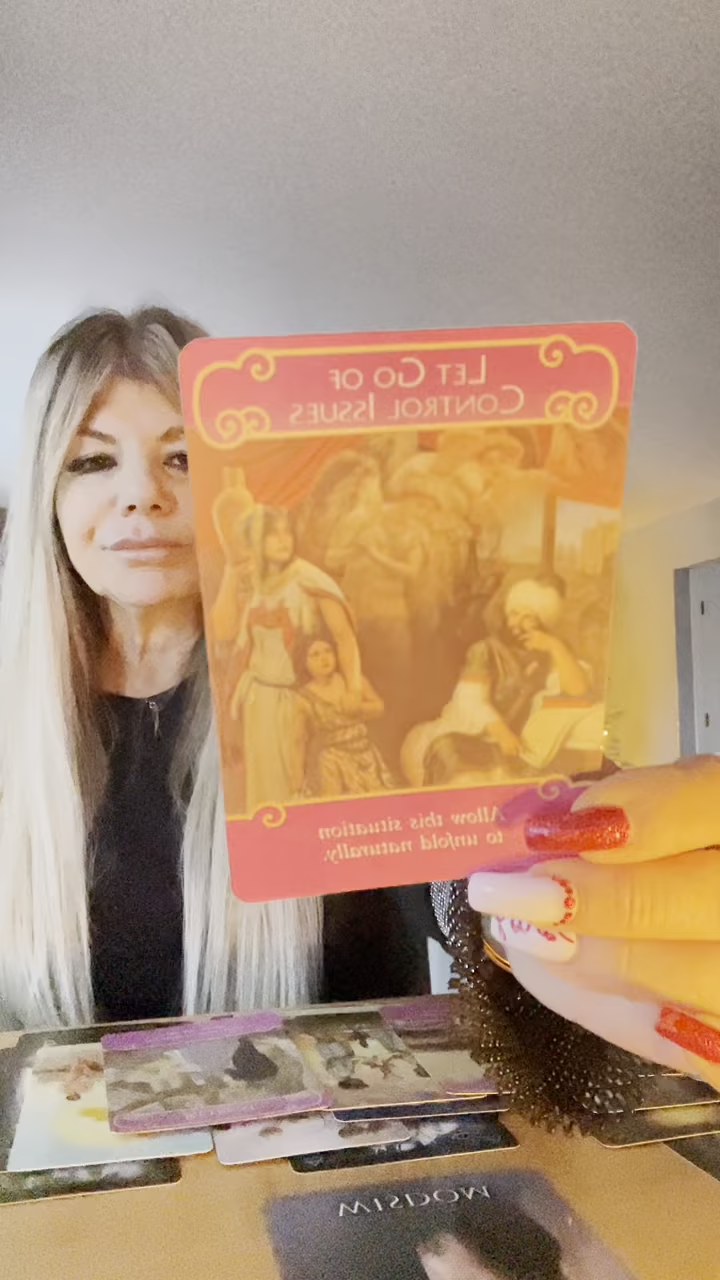 LET GO OF
CONTROL ISSUES
Allow this situation
to unfold naturally.
WISDOM